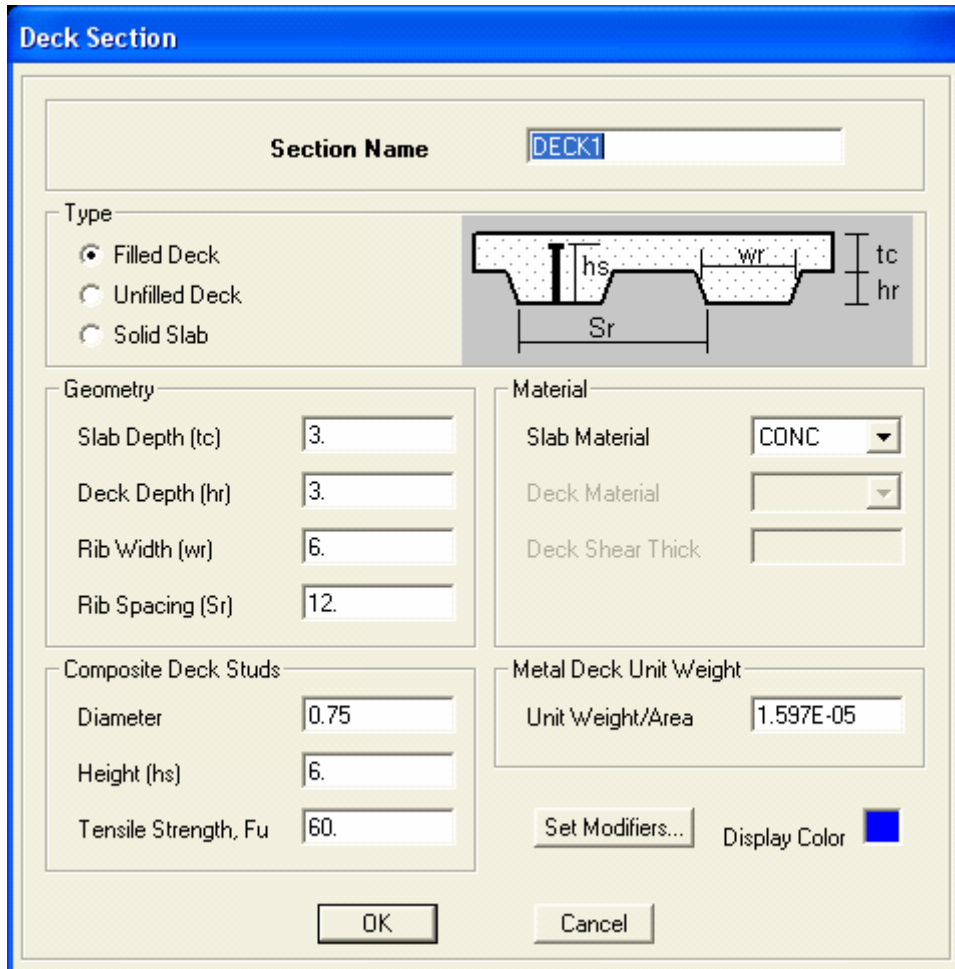 Deck Section
Section Name DECK1
Type
Filled Deck
Unfilled Deck
Solid Slab
hs
wr
tc
hr
Sr
Geometry
Slab Depth (tc) 3.
Deck Depth (hr) 3.
Rib Width (wr) 6.
Rib Spacing (Sr) 12.
Material
Slab Material CONC
Deck Material
Deck Shear Thick
Composite Deck Studs
Diameter 0.75
Height (hs) 6.
Tensile Strength, Fu 60.
Metal Deck Unit Weight
Unit Weight/Area 1.597E-05
Set Modifiers... Display Color
OK Cancel